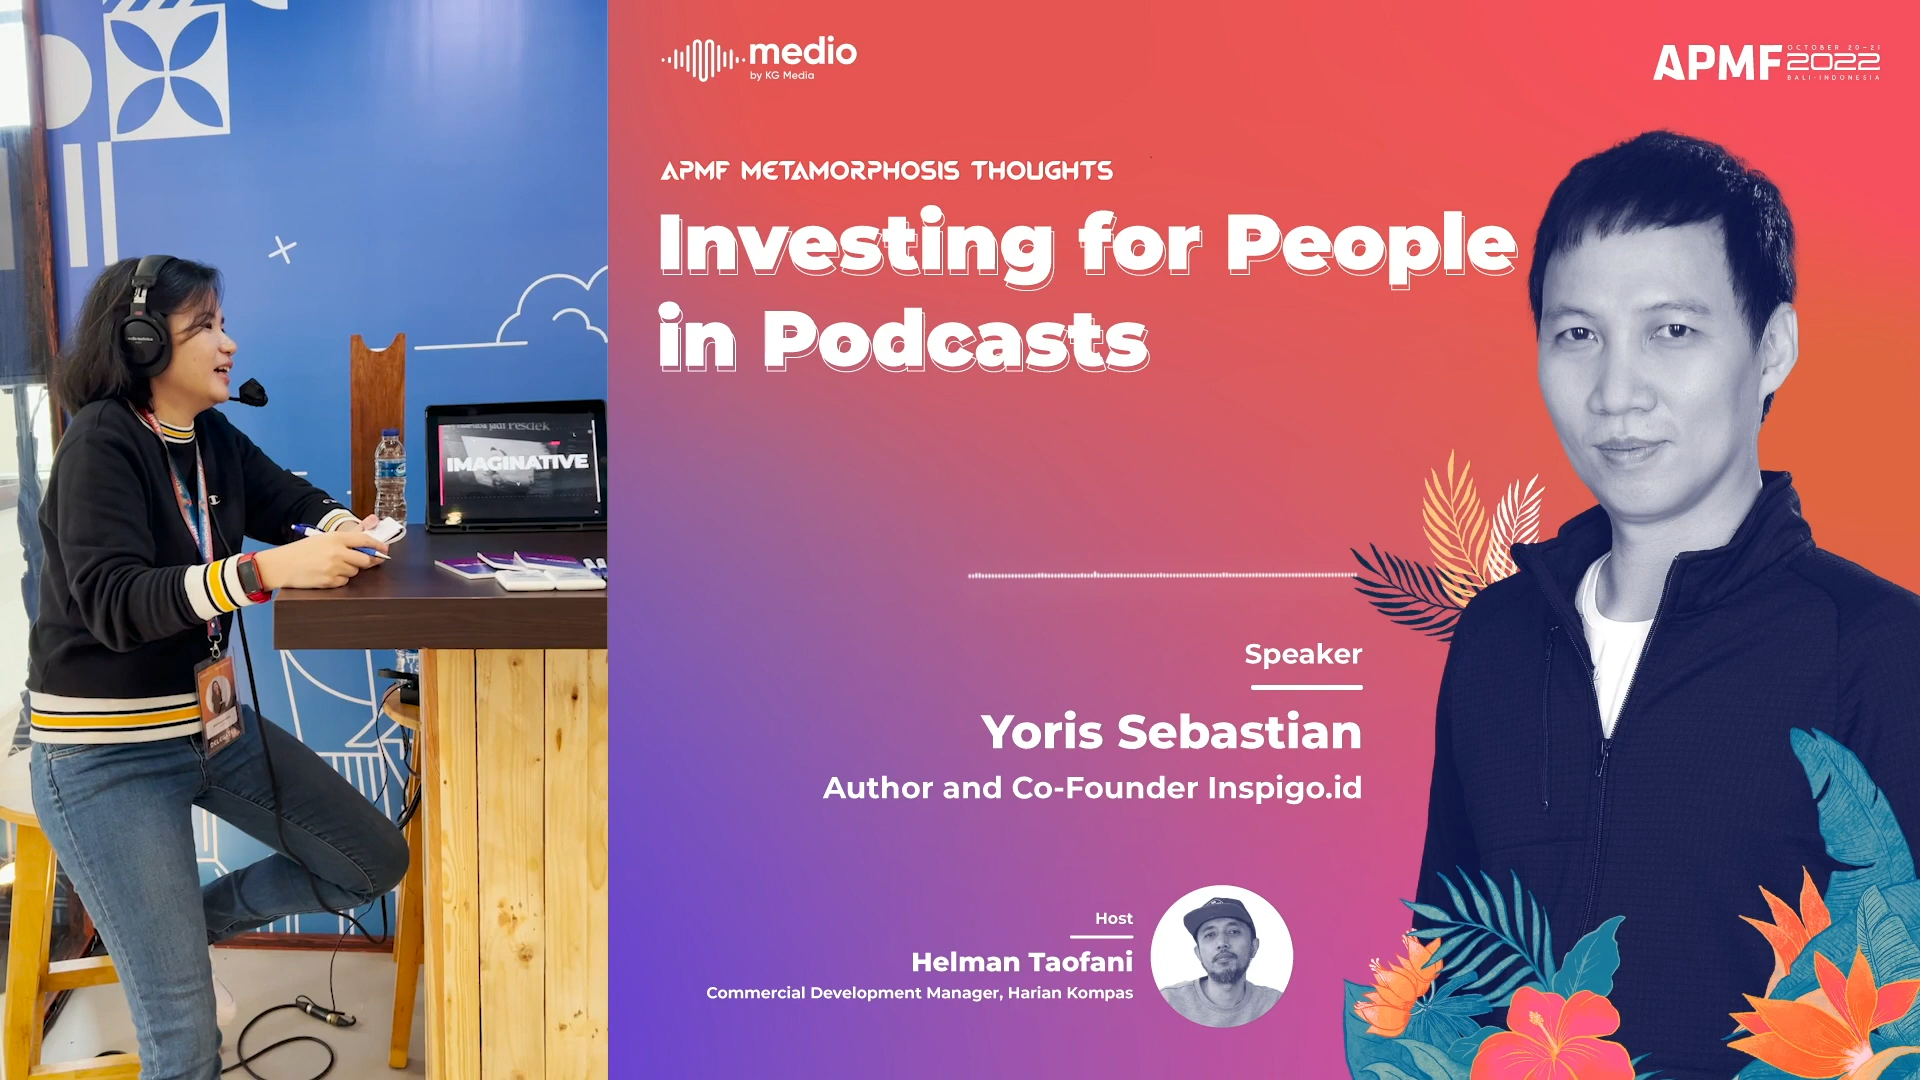 medio
by KG Media
APMF
OCTOBER 20-21
2022
BALI-INDONESIA
APMF METAMORPHOSIS THOUGHTS
Investing for People
in Podcasts
IMAGINATIVE
Speaker
Yoris Sebastian
Author and Co-Founder Inspigo.id
Host
Helman Taofani
Commercial Development Manager, Harian Kompas